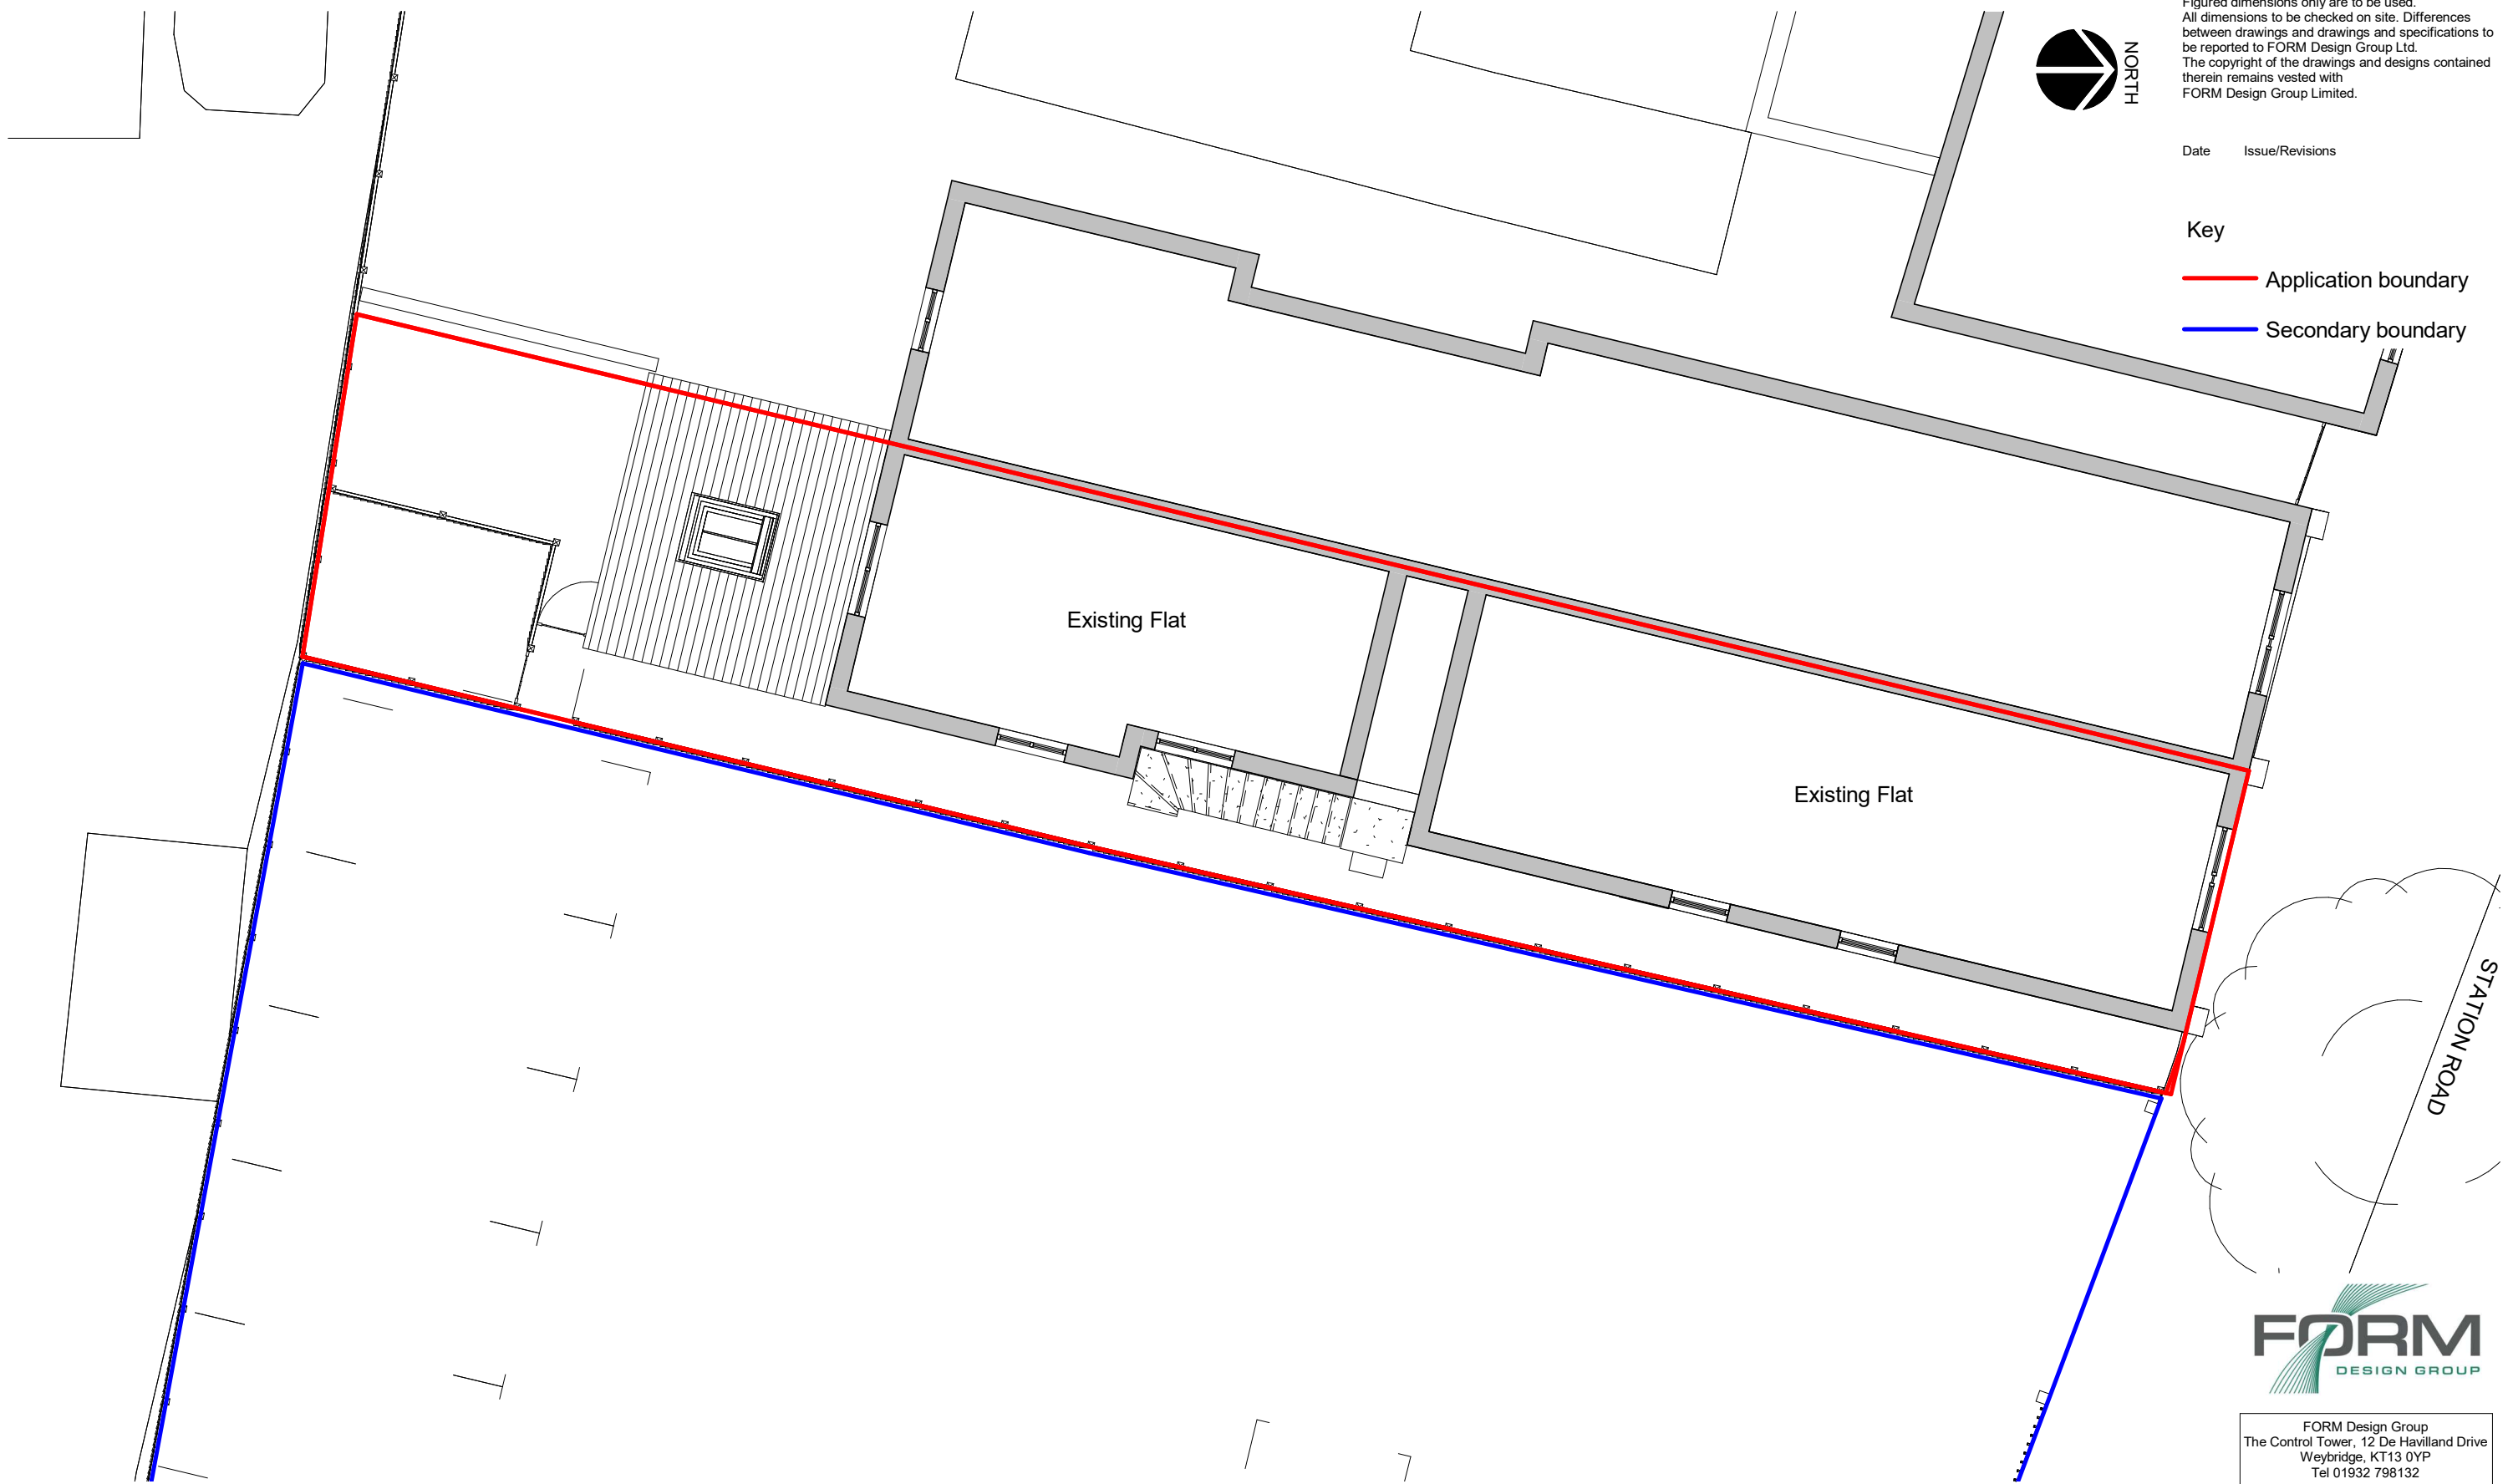 Figured dimensions only are to be used.
All dimensions to be checked on site. Differences
between drawings and drawings and specifications to
be reported to FORM Design Group Ltd.
The copyright of the drawings and designs contained
therein remains vested with
FORM Design Group Limited.
NORTH
Date Issue/Revisions
Key
Application boundary
Secondary boundary
Existing Flat
Existing Flat
STATION ROAD
FORM
DESIGN GROUP
FORM Design Group
The Control Tower, 12 De Havilland Drive
Weybridge, KT13 0YP
Tel 01932 798132